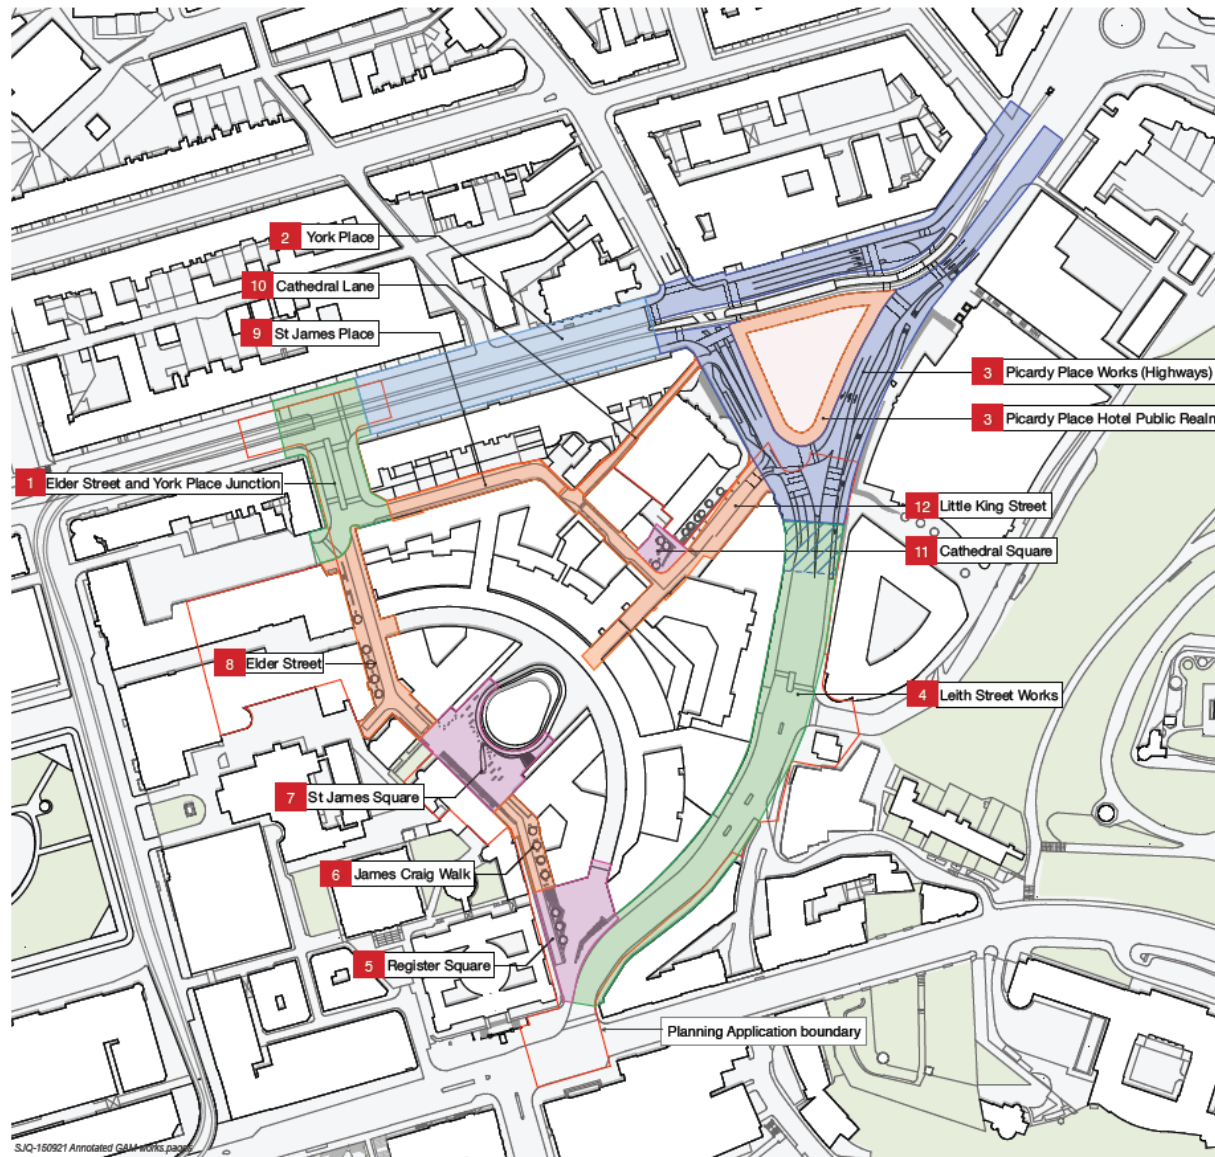 2 York Place
10 Cathedral Lane
9 St James Place
3 Picardy Place Works (Highways)
3 Picardy Place Hotel Public Realm
1 Elder Street and York Place Junction
12 Little King Street
11 Cathedral Square
8 Elder Street
4 Leith Street Works
7 St James Square
6 James Craig Walk
5 Register Square
Planning Application boundary
SJQ-150921 Annotated GAM works.pages